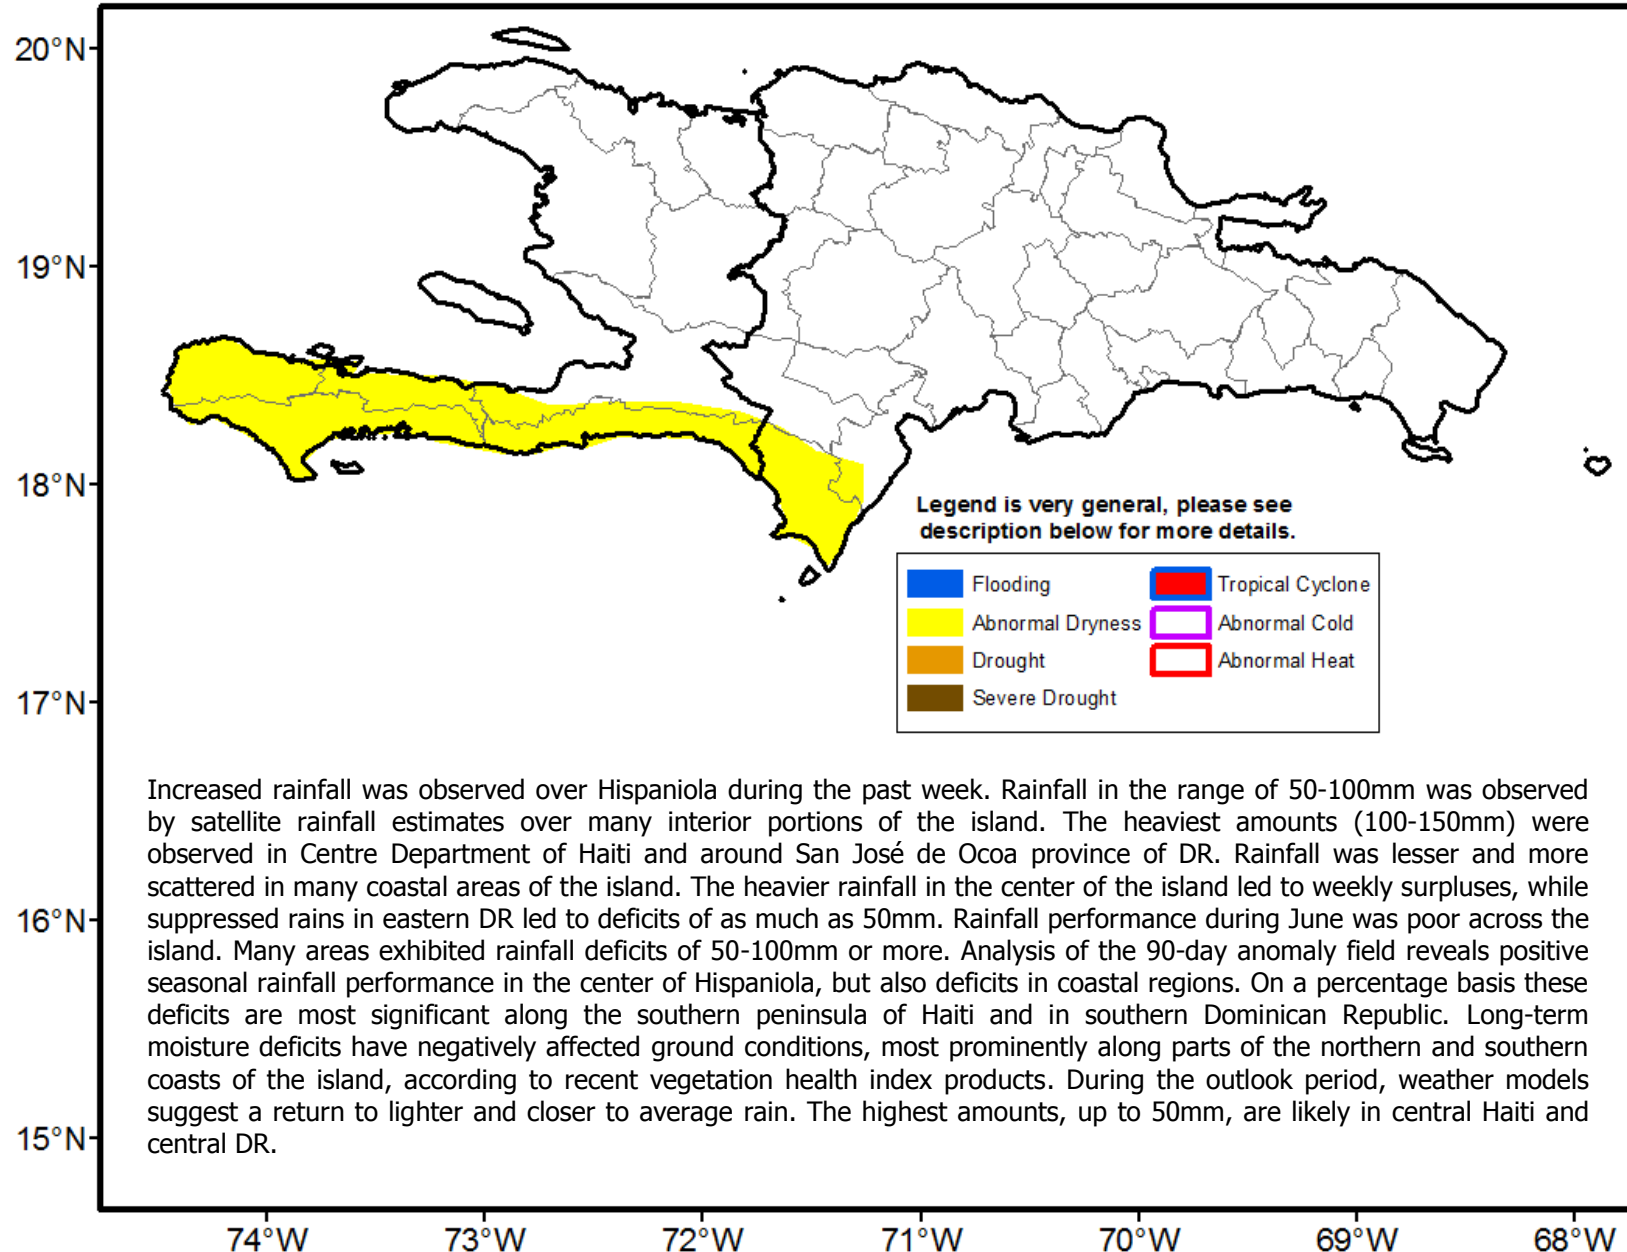 20°N
19°N
18°N
17°N
16°N
15°N
Legend is very general, please see
description below for more details.
Flooding
Tropical Cyclone
Abnormal Dryness
Abnormal Cold
Drought
Abnormal Heat
Severe Drought
Increased rainfall was observed over Hispaniola during the past week. Rainfall in the range of 50-100mm was observed
by satellite rainfall estimates over many interior portions of the island. The heaviest amounts (100-150mm) were
observed in Centre Department of Haiti and around San José de Ocoa province of DR. Rainfall was lesser and more
scattered in many coastal areas of the island. The heavier rainfall in the center of the island led to weekly surpluses, while
suppressed rains in eastern DR led to deficits of as much as 50mm. Rainfall performance during June was poor across the
island. Many areas exhibited rainfall deficits of 50-100mm or more. Analysis of the 90-day anomaly field reveals positive
seasonal rainfall performance in the center of Hispaniola, but also deficits in coastal regions. On a percentage basis these
deficits are most significant along the southern peninsula of Haiti and in southern Dominican Republic. Long-term
moisture deficits have negatively affected ground conditions, most prominently along parts of the northern and southern
coasts of the island, according to recent vegetation health index products. During the outlook period, weather models
suggest a return to lighter and closer to average rain. The highest amounts, up to 50mm, are likely in central Haiti and
central DR.
74°W
73°W
72°W
71°W
70°W
69°W
68°W